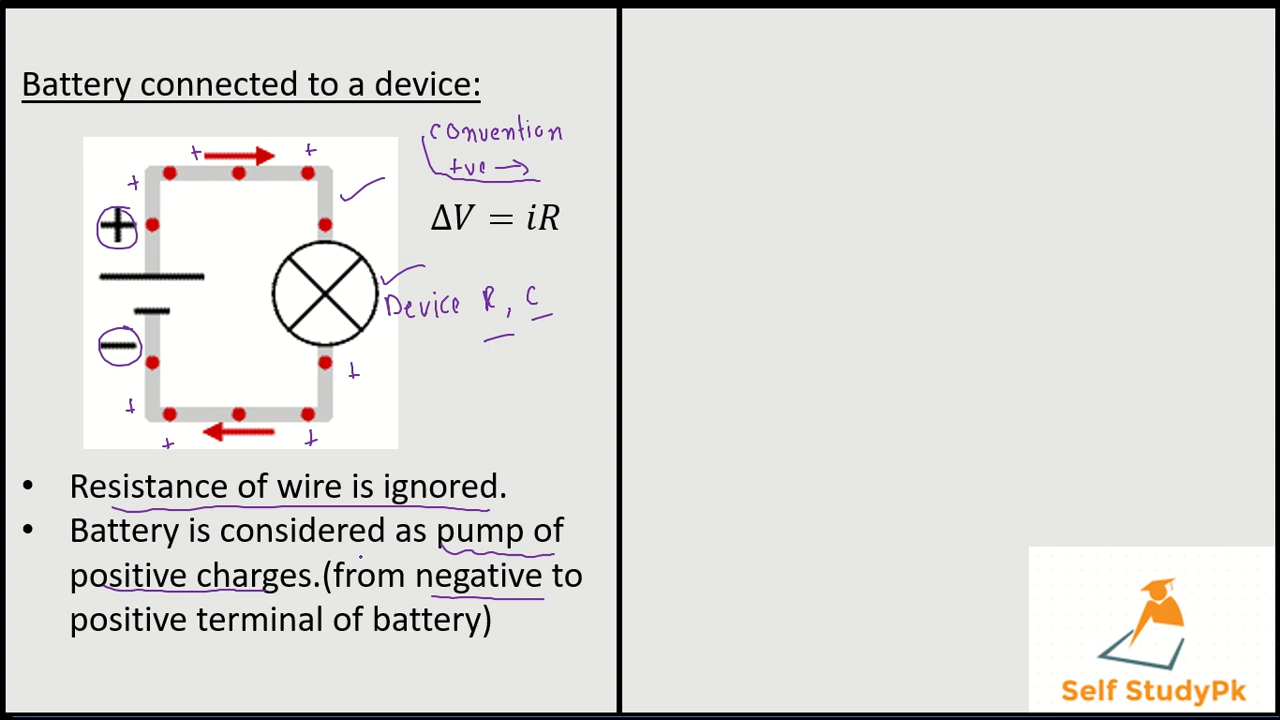 Battery connected to a device:
+ +
convention
+ve →
+
+
ΔV = iR
Device R, C
−
+
+
+ +
• Resistance of wire is ignored.
• Battery is considered as pump of
positive charges.(from negative to
positive terminal of battery)
Self StudyPk